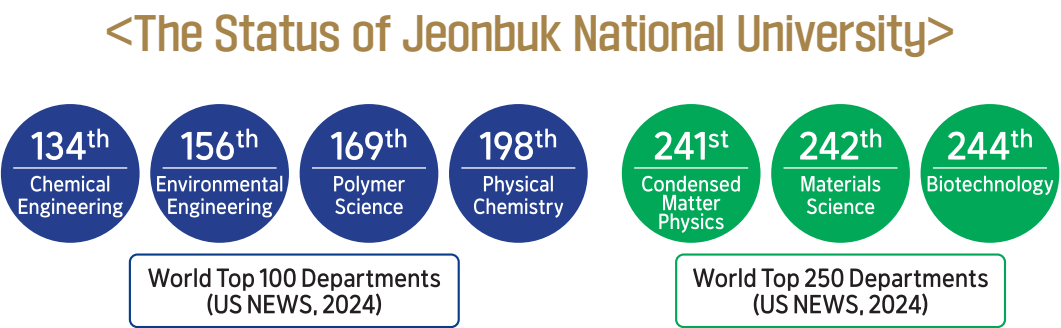 <The Status of Jeonbuk National University>
134th
Chemical
Engineering
156th
Environmental
Engineering
169th
Polymer
Science
198th
Physical
Chemistry
241st
Condensed
Matter
Physics
242th
Materials
Science
244th
Biotechnology
World Top 100 Departments
(US NEWS, 2024)
World Top 250 Departments
(US NEWS, 2024)